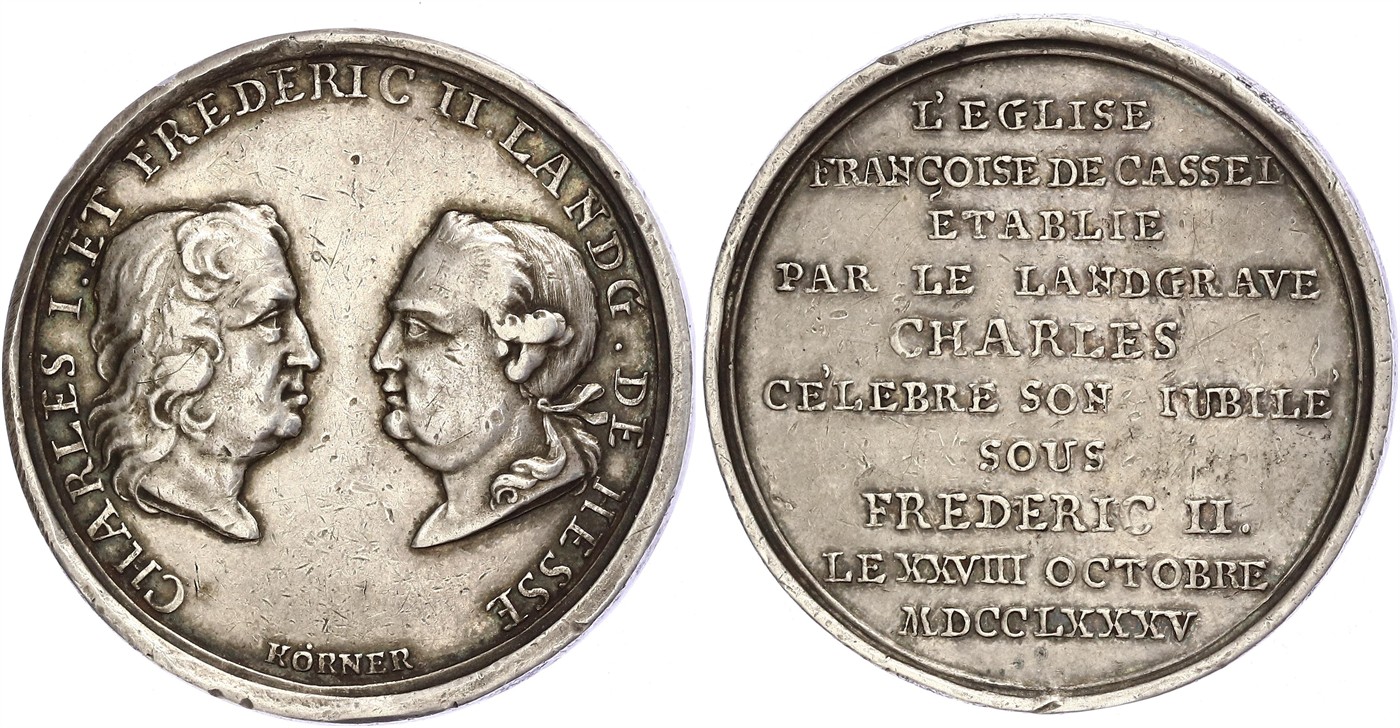 CHARLES I. ET FREDERIC II. LANDG. DE HESSE
KÖRNER
L'EGLISE
FRANÇOISE DE CASSEL
ETABLIE
PAR LE LANDGRAVE
CHARLES
CÉLEBRE SON IUBILÉ
SOUS
FREDERIC II.
LE XXVIII OCTOBRE
MDCCLXXXV